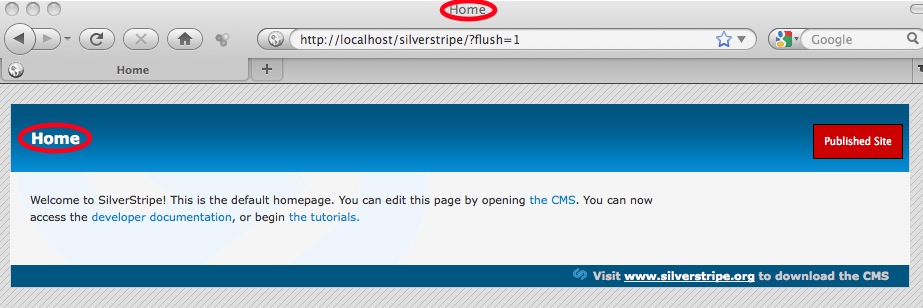 Home
http://localhost/silverstripe/?flush=1
Google
Home
+
Home
Published Site
Welcome to SilverStripe! This is the default homepage. You can edit this page by opening the CMS. You can now
access the developer documentation, or begin the tutorials.
Visit www.silverstripe.org to download the CMS